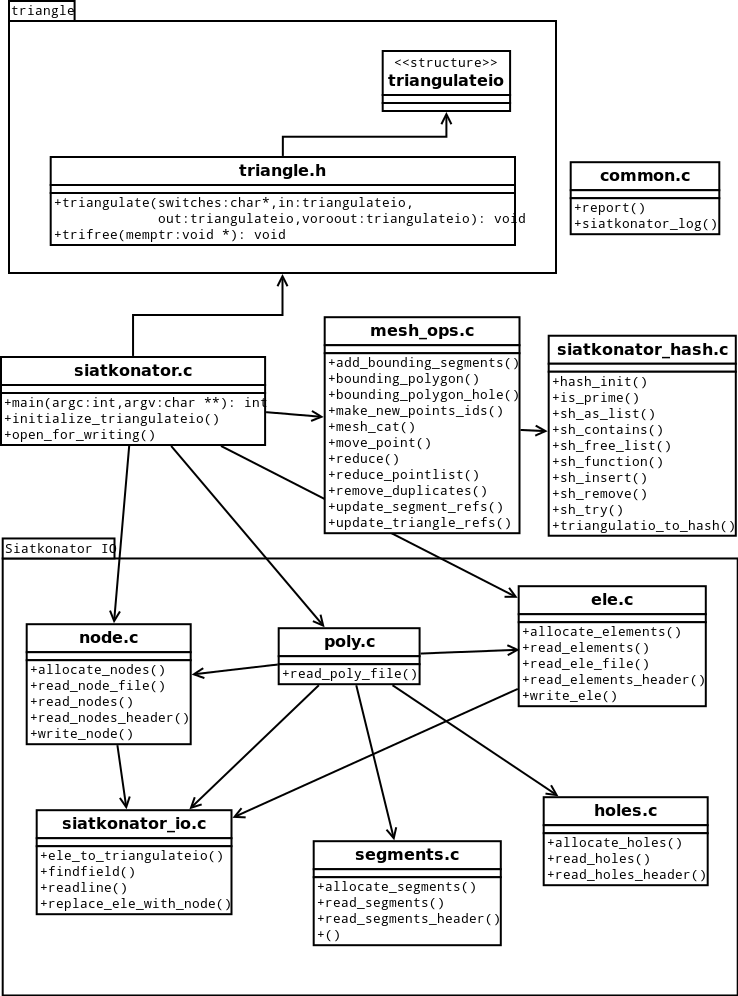 triangle
<<structure>>
triangulateio
triangle.h
+triangulate(switches:char*,in:triangulateio,
out:triangulateio,voroout:triangulateio): void
+trifree(memptr:void *): void
common.c
+report()
+siatkonator_log()
siatkonator.c
+main(argc:int,argv:char **): int
+initialize_triangulateio()
+open_for_writing()
mesh_ops.c
+add_bounding_segments()
+bounding_polygon()
+bounding_polygon_hole()
+make_new_points_ids()
+mesh_cat()
+move_point()
+reduce()
+reduce_pointlist()
+remove_duplicates()
+update_segment_refs()
+update_triangle_refs()
siatkonator_hash.c
+hash_init()
+is_prime()
+sh_as_list()
+sh_contains()
+sh_free_list()
+sh_function()
+sh_insert()
+sh_remove()
+sh_try()
+triangulatio_to_hash()
Siatkonator IO
node.c
+allocate_nodes()
+read_node_file()
+read_nodes()
+read_nodes_header()
+write_node()
poly.c
+read_poly_file()
ele.c
+allocate_elements()
+read_elements()
+read_ele_file()
+read_elements_header()
+write_ele()
siatkonator_io.c
+ele_to_triangulateio()
+findfield()
+readline()
+replace_ele_with_node()
segments.c
+allocate_segments()
+read_segments()
+read_segments_header()
+()
holes.c
+allocate_holes()
+read_holes()
+read_holes_header()